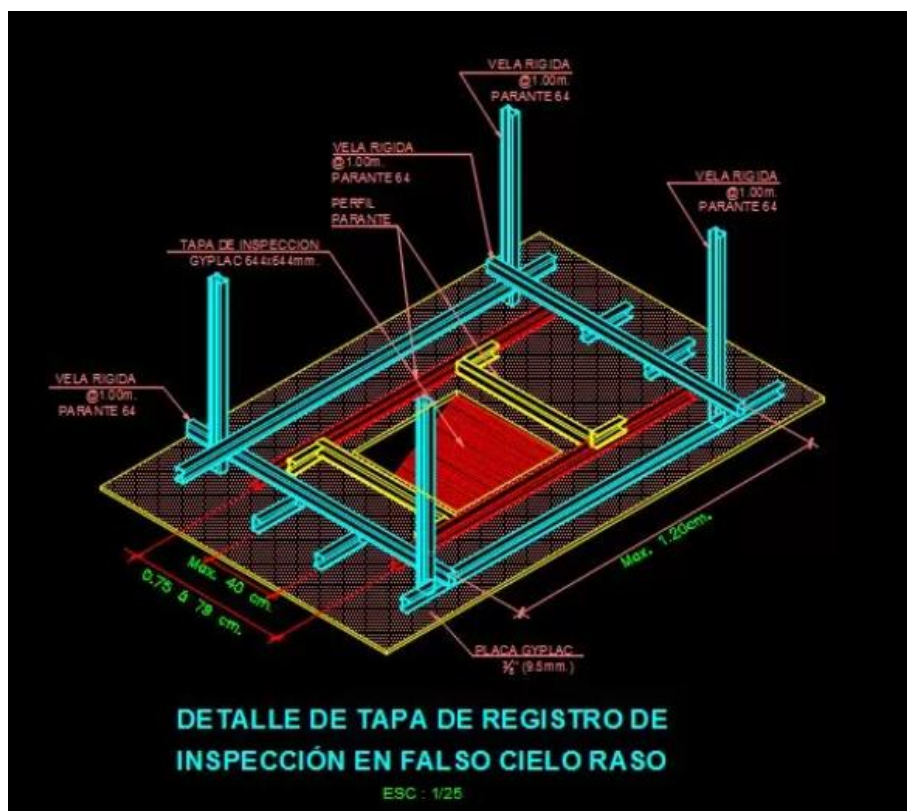 VELA RIGIDA
@1.00m.
PARANTE 64
VELA RIGIDA
@1.00m.
PARANTE 64
PERFIL
PARANTE
VELA RIGIDA
@1.00m.
PARANTE 64
TAPA DE INSPECCION
GYPLAC 644x644mm.
VELA RIGIDA
@1.00m.
PARANTE 64
Max. 1.20cm.
Max. 40 cm.
0.75 á 79 cm.
PLACA GYPLAC
⅜" (9.5mm.)
DETALLE DE TAPA DE REGISTRO DE
INSPECCIÓN EN FALSO CIELO RASO
ESC : 1/25